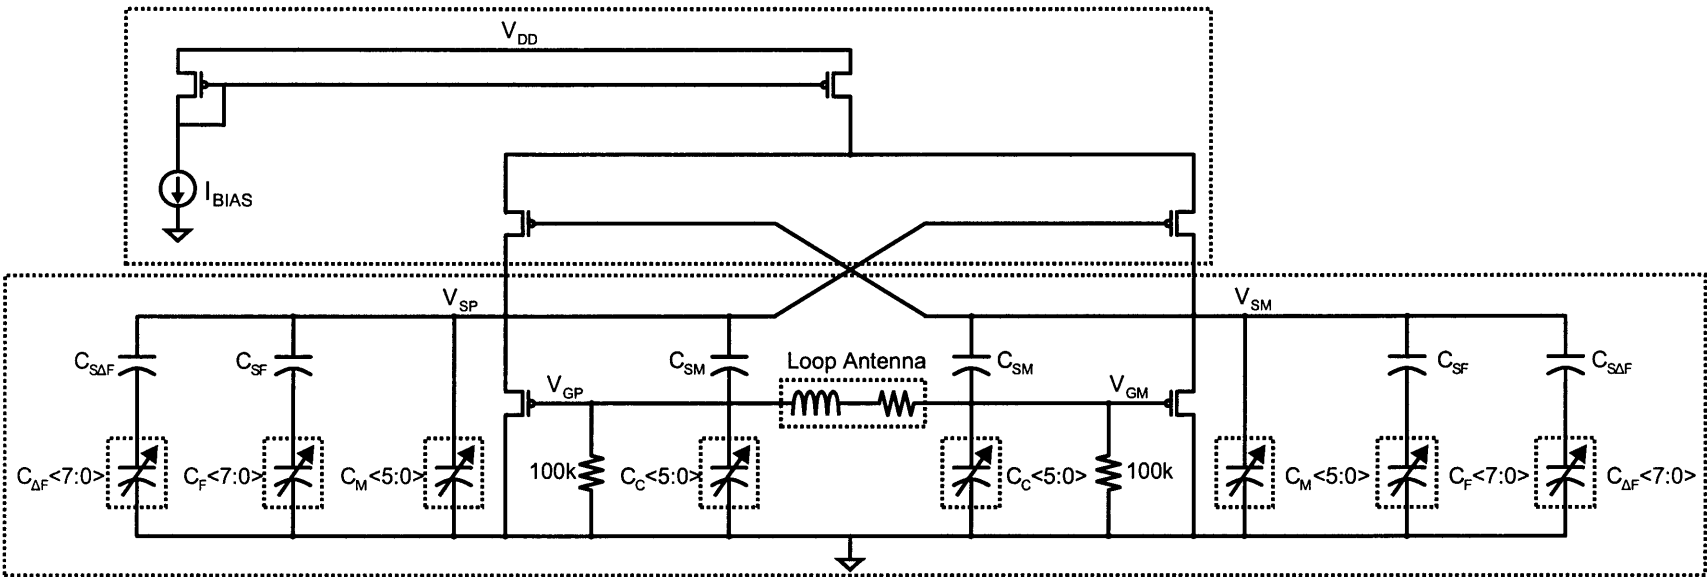 V_DD
I_BIAS
V_SP V_SM
C_SΔF C_SF C_SM Loop Antenna C_SM C_SF C_SΔF
V_GP V_GM
C_ΔF<7:0> C_F<7:0> C_M<5:0> 100k C_C<5:0> C_C<5:0> 100k C_M<5:0> C_F<7:0> C_ΔF<7:0>